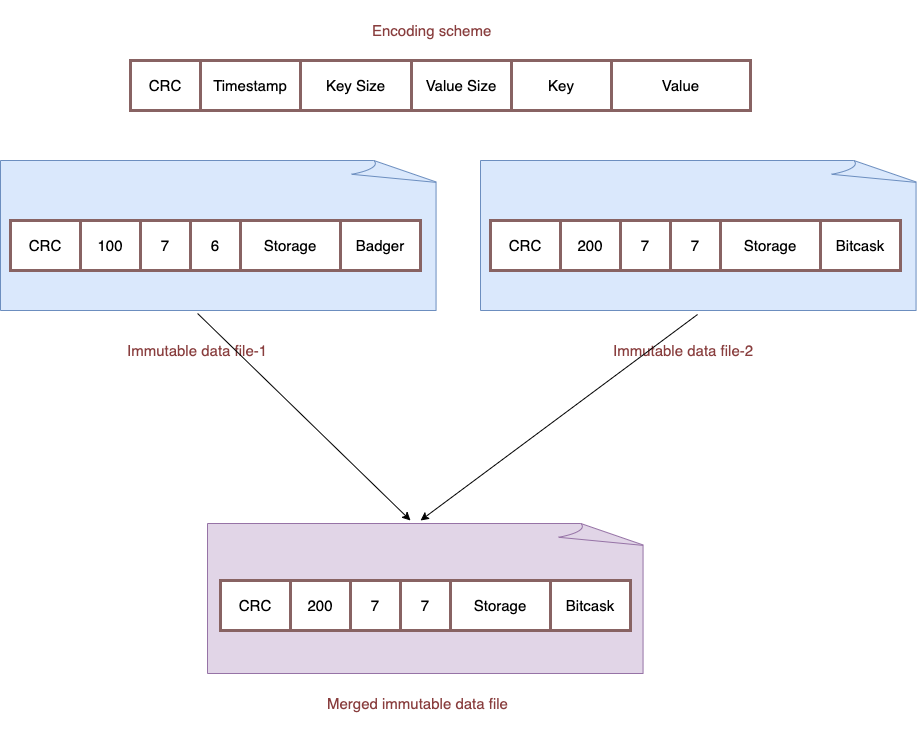 Encoding scheme
CRC Timestamp Key Size Value Size Key Value
CRC 100 7 6 Storage Badger
Immutable data file-1
CRC 200 7 7 Storage Bitcask
Immutable data file-2
CRC 200 7 7 Storage Bitcask
Merged immutable data file